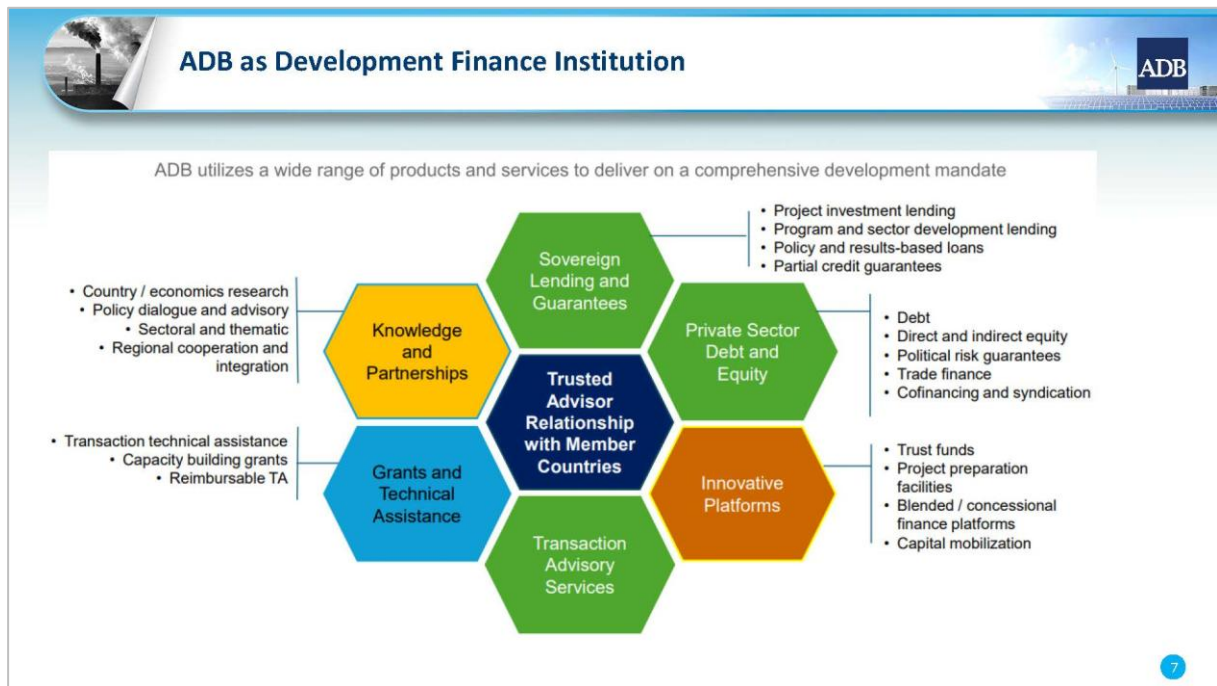 ADB as Development Finance Institution
ADB
ADB utilizes a wide range of products and services to deliver on a comprehensive development mandate
Sovereign
Lending and
Guarantees
• Project investment lending
• Program and sector development lending
• Policy and results-based loans
• Partial credit guarantees
• Country / economics research
• Policy dialogue and advisory
• Sectoral and thematic
• Regional cooperation and
integration
Knowledge
and
Partnerships
Private Sector
Debt and
Equity
• Debt
• Direct and indirect equity
• Political risk guarantees
• Trade finance
• Cofinancing and syndication
Trusted
Advisor
Relationship
with Member
Countries
• Transaction technical assistance
• Capacity building grants
• Reimbursable TA
Grants and
Technical
Assistance
Innovative
Platforms
• Trust funds
• Project preparation
facilities
• Blended / concessional
finance platforms
• Capital mobilization
Transaction
Advisory
Services
7